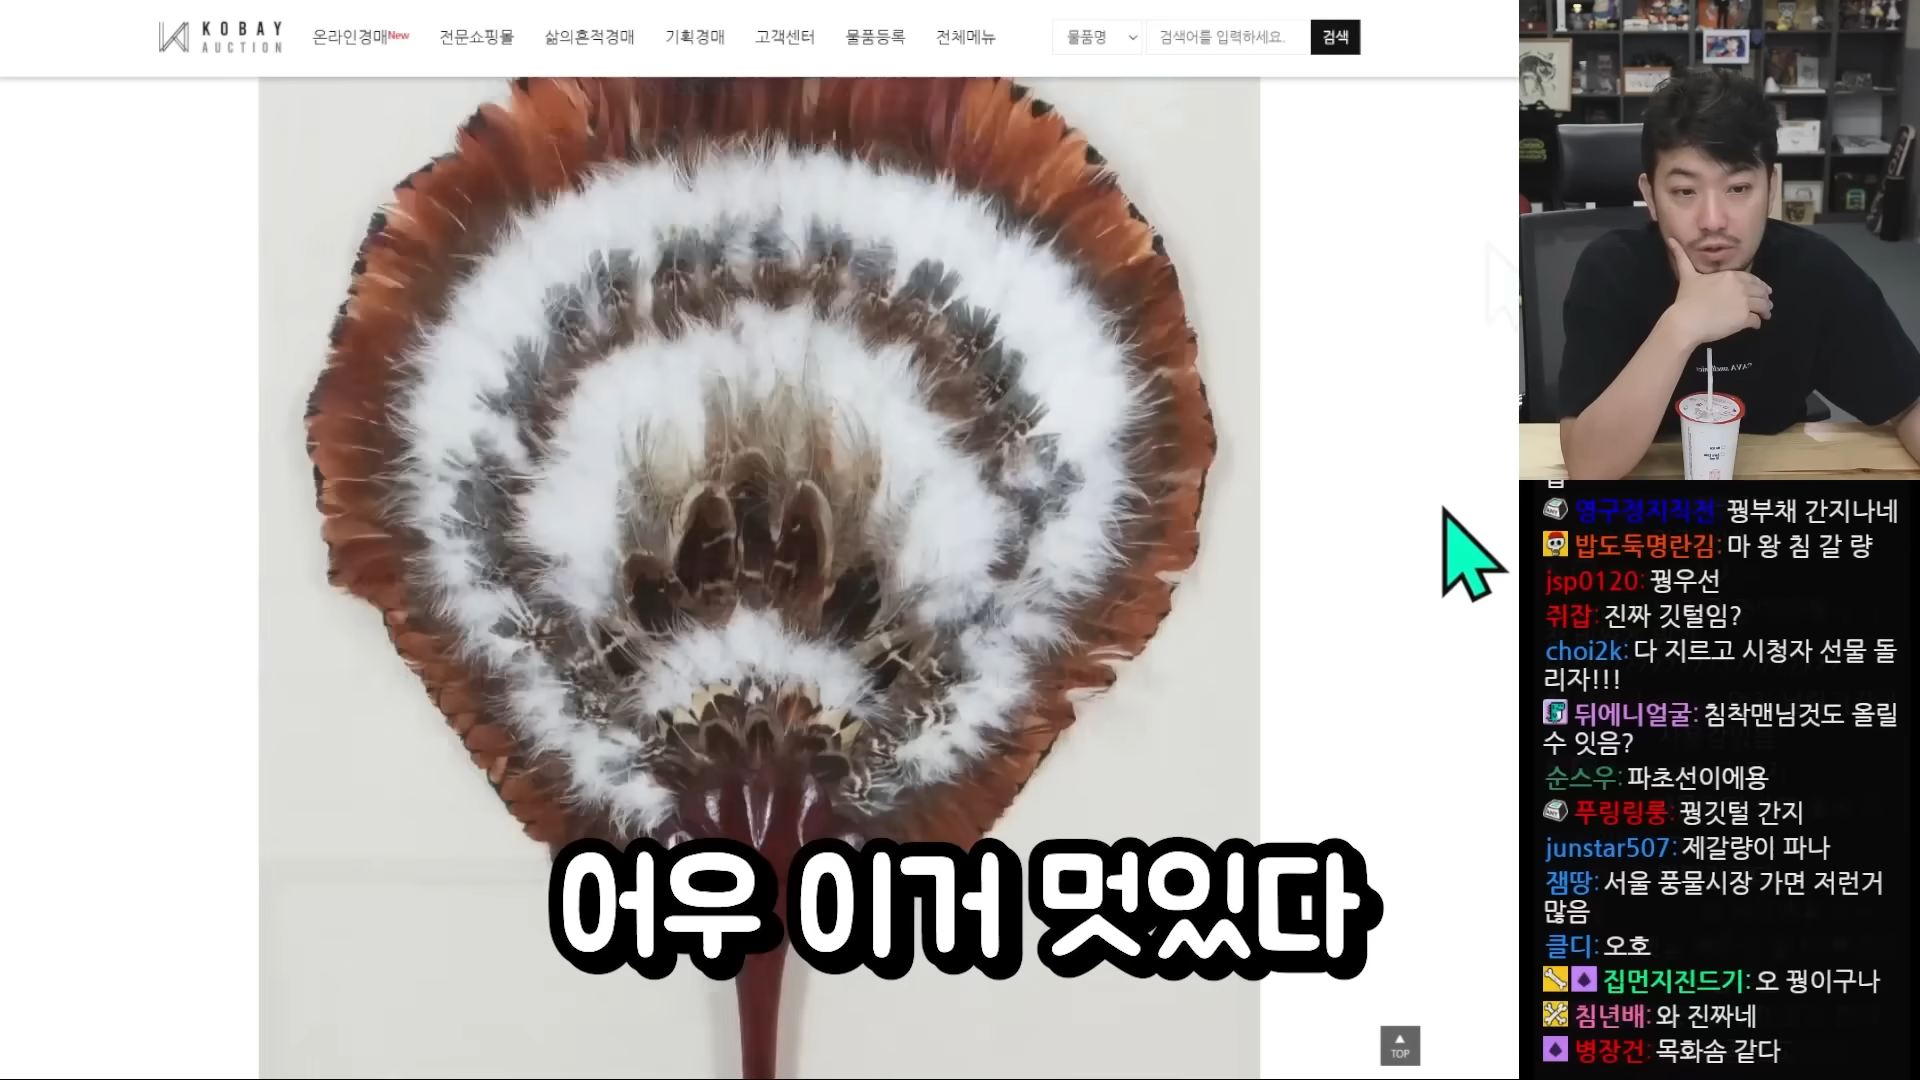 KOBAY
AUCTION
온라인경매New 전문쇼핑몰 삶의흔적경매 기획경매 고객센터 물품등록 전체메뉴
물품명 검색어를 입력하세요. 검색
영구정지직전: 꿩부채 간지나네
밥도둑명란김: 마 왕 침 갈 량
jsp0120: 꿩우선
쥐잡: 진짜 깃털임?
choi2k: 다 지르고 시청자 선물 돌
리자!!!
뒤에니얼굴: 침착맨님것도 올릴
수 잇음?
순스우: 파초선이에용
푸링링롱: 꿩깃털 간지
junstar507: 제갈량이 파나
잼땅: 서울 풍물시장 가면 저런거
많음
클디: 오호
집먼지진드기: 오 꿩이구나
침년배: 와 진짜네
병장건: 목화솜 같다
어우 이거 멋있다
TOP